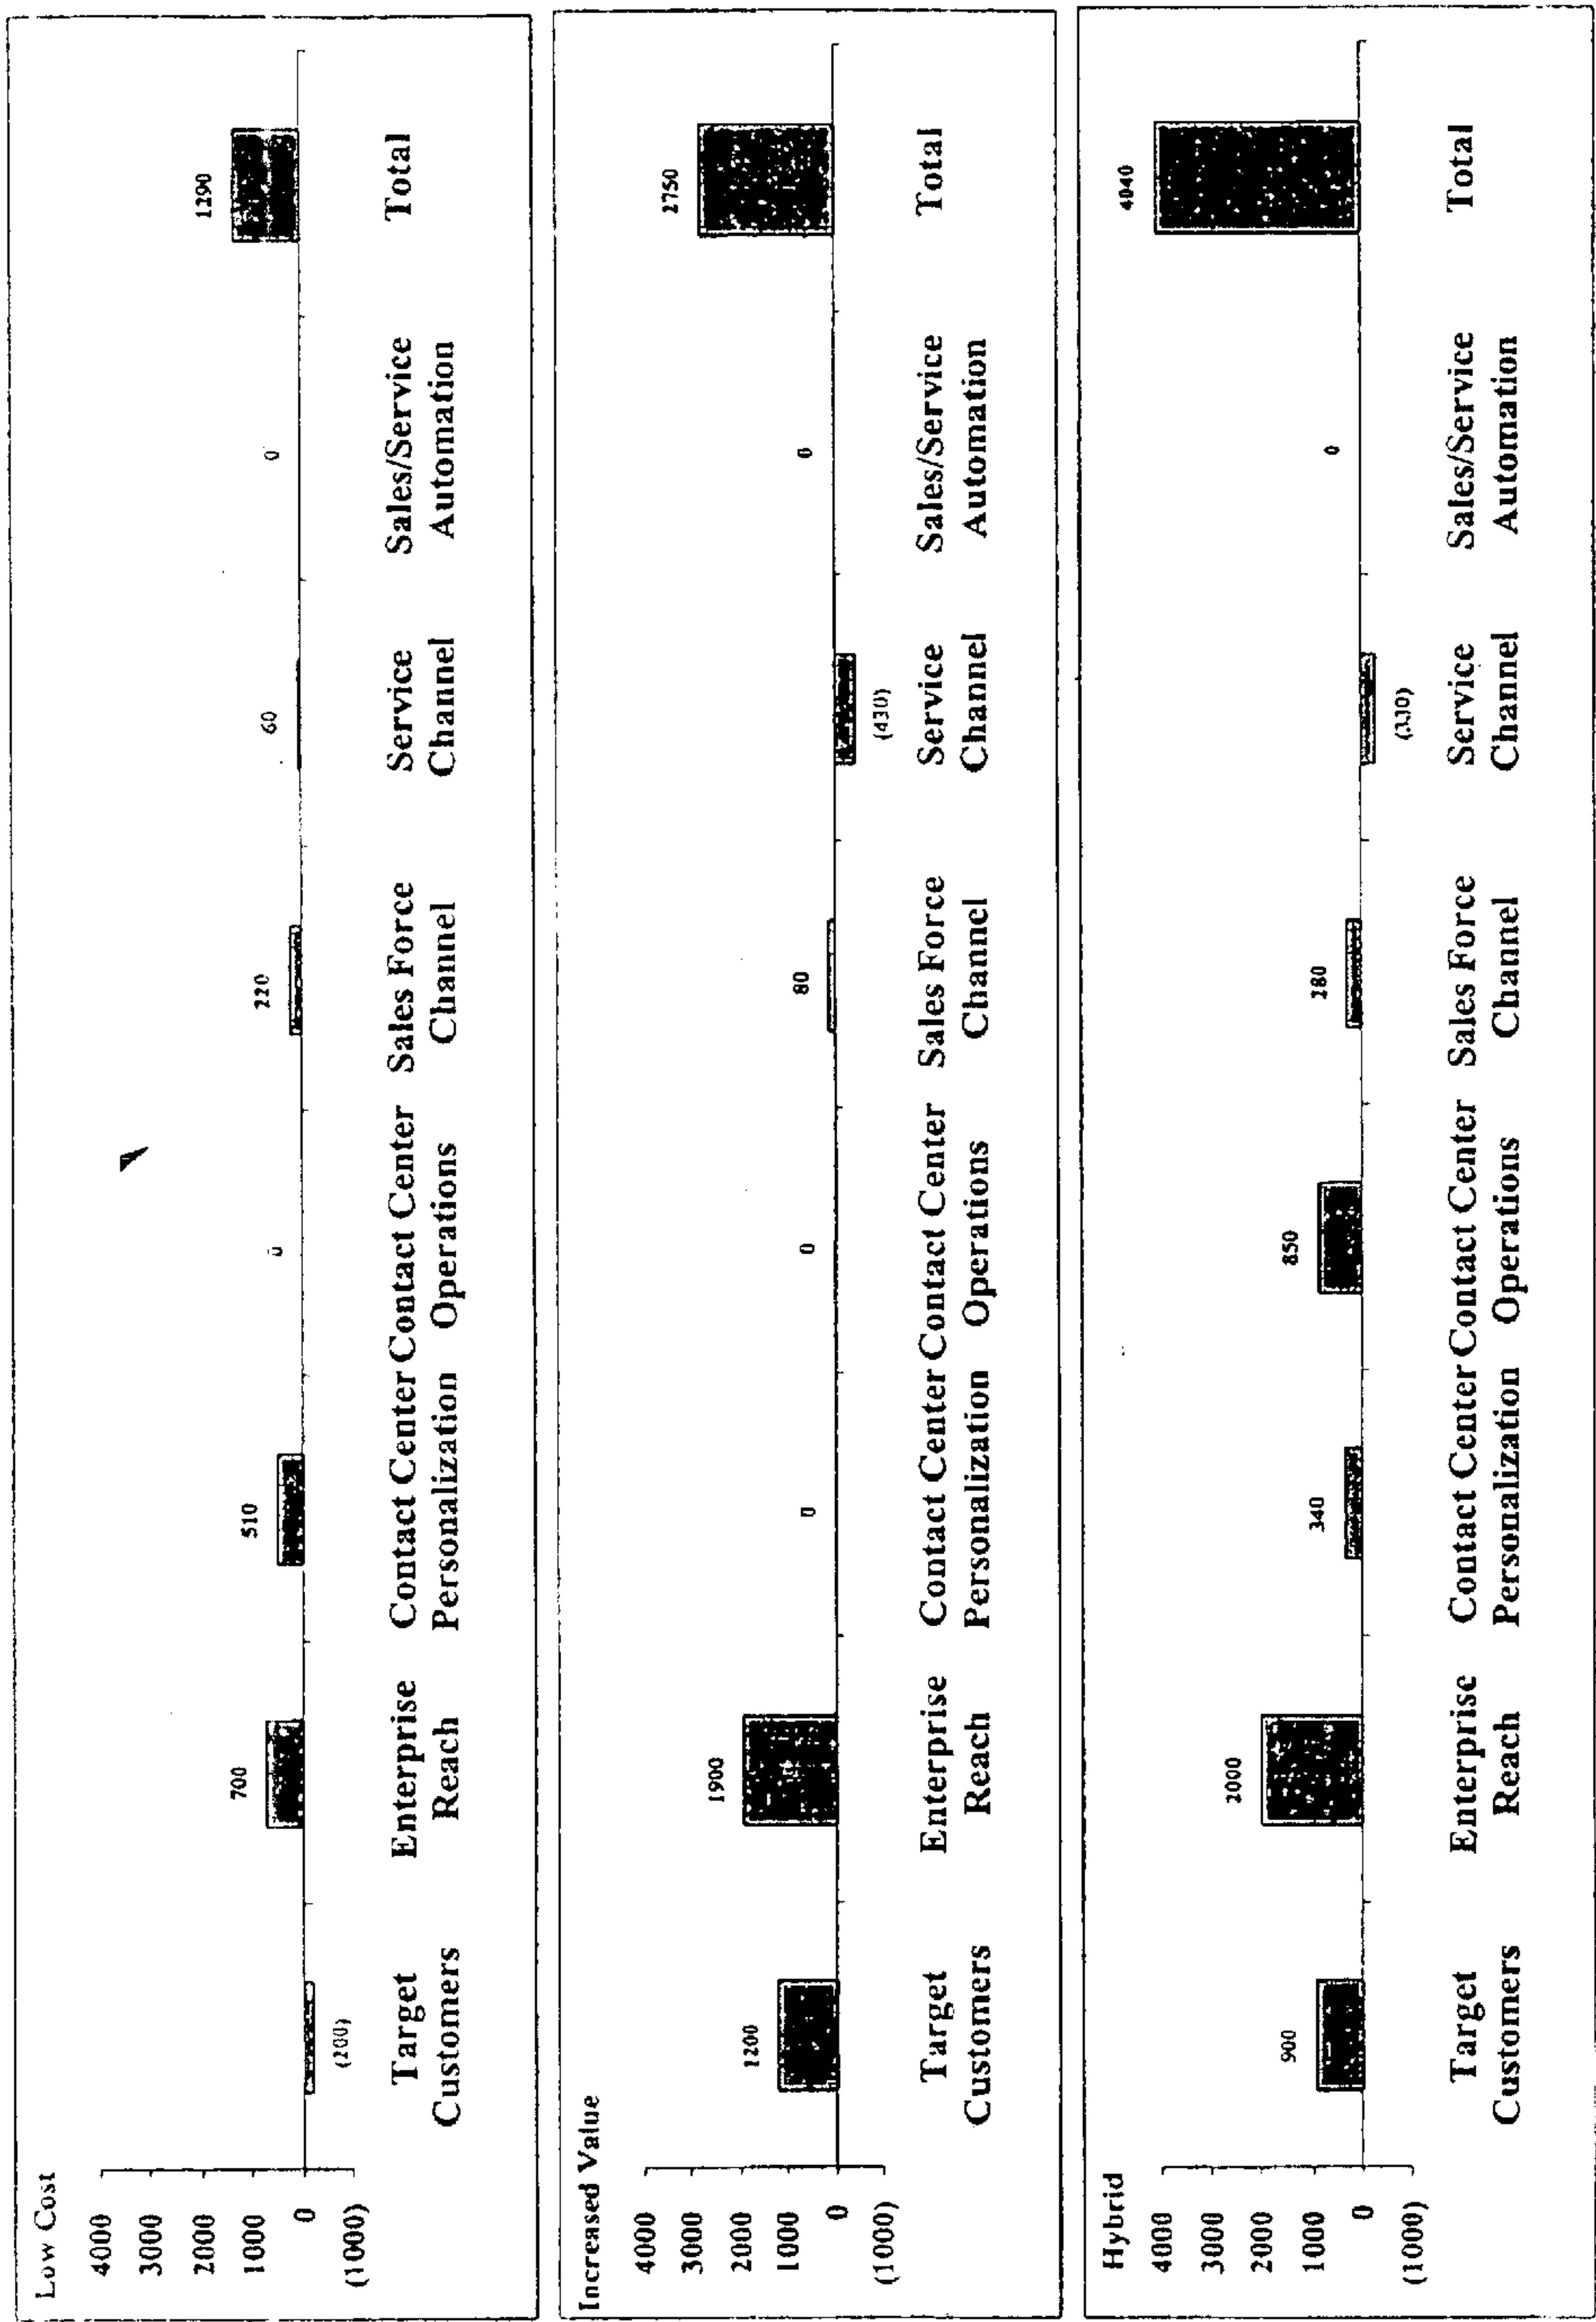 Low Cost
4000
3000
2000
1000
0
(1000)
(200)
700
510
0
220
60
0
1290
Target Customers
Enterprise Reach
Contact Center Personalization
Contact Center Operations
Sales Force Channel
Service Channel
Sales/Service Automation
Total
Increased Value
4000
3000
2000
1000
0
(1000)
1200
1900
0
0
80
(430)
0
2750
Target Customers
Enterprise Reach
Contact Center Personalization
Contact Center Operations
Sales Force Channel
Service Channel
Sales/Service Automation
Total
Hybrid
4000
3000
2000
1000
0
(1000)
900
2000
340
850
280
(330)
0
4040
Target Customers
Enterprise Reach
Contact Center Personalization
Contact Center Operations
Sales Force Channel
Service Channel
Sales/Service Automation
Total